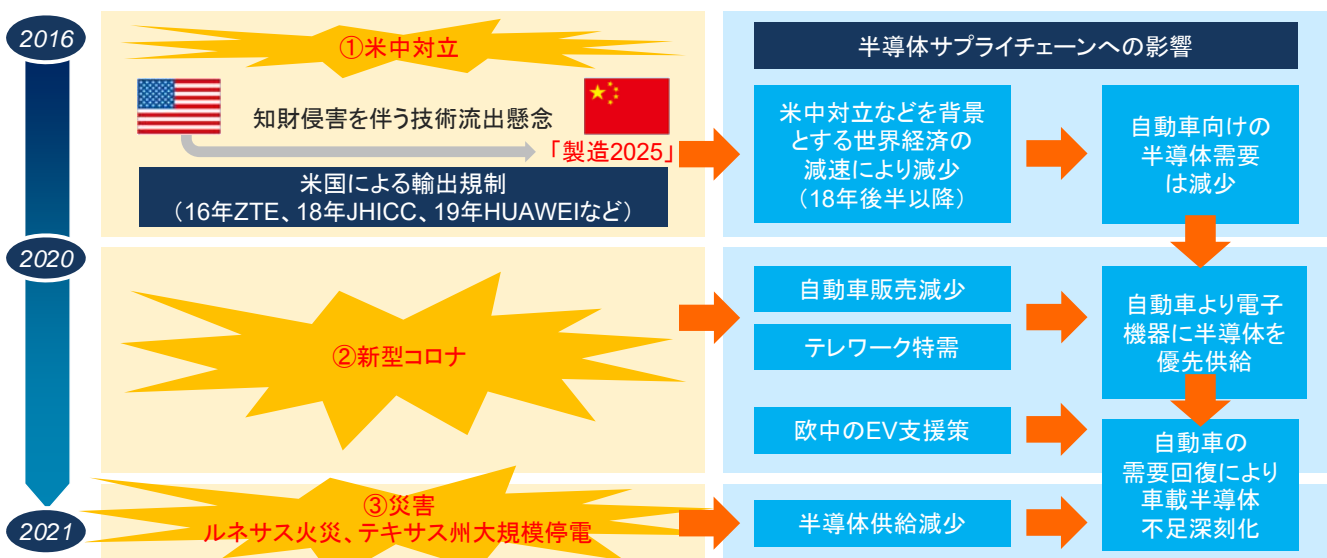 2016
①米中対立
知財侵害を伴う技術流出懸念
「製造2025」
米国による輸出規制
（16年ZTE、18年JHICC、19年HUAWEIなど）
半導体サプライチェーンへの影響
米中対立などを背景
とする世界経済の
減速により減少
（18年後半以降）
自動車向けの
半導体需要
は減少
2020
②新型コロナ
自動車販売減少
テレワーク特需
自動車より電子
機器に半導体を
優先供給
欧中のEV支援策
自動車の
需要回復により
車載半導体
不足深刻化
2021
③災害
ルネサス火災、テキサス州大規模停電
半導体供給減少